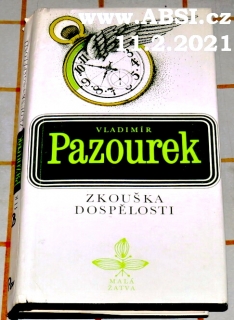 www.ABSI.cz
11.2.2021
VLADIMÍR
Pazourek
ZKOUŠKA
DOSPĚLOSTI
MALÁ
ŽATVA